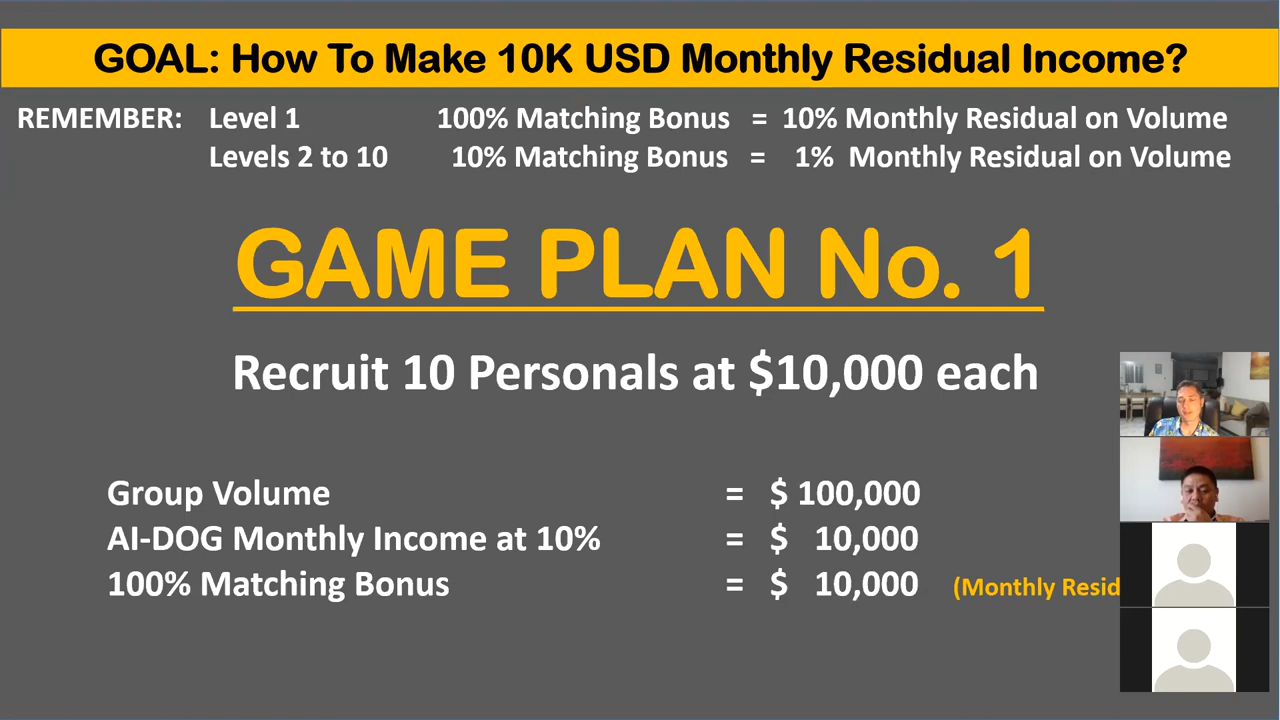 GOAL: How To Make 10K USD Monthly Residual Income?
REMEMBER: Level 1 100% Matching Bonus = 10% Monthly Residual on Volume
Levels 2 to 10 10% Matching Bonus = 1% Monthly Residual on Volume
GAME PLAN No. 1
Recruit 10 Personals at $10,000 each
Group Volume = $ 100,000
AI-DOG Monthly Income at 10% = $ 10,000
100% Matching Bonus = $ 10,000 (Monthly Resid